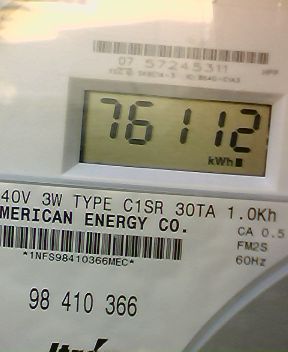 07 57245311
76112
kWh
40V 3W TYPE C1SR 30TA 1.0Kh
MERICAN ENERGY CO.
CA 0.5
FM2S
60Hz
*1NFS98410366MEC*
98 410 366